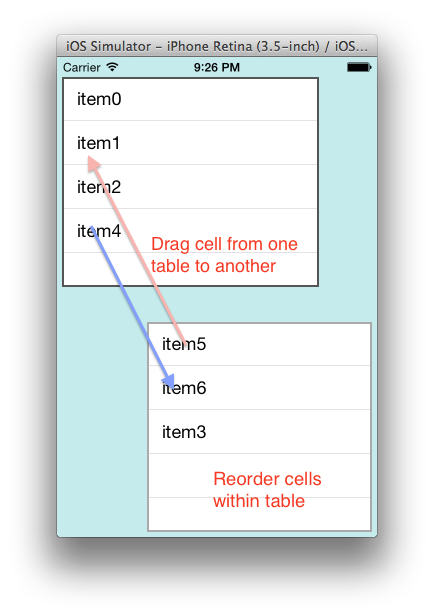 iOS Simulator – iPhone Retina (3.5-inch) / iOS...
Carrier 9:26 PM
item0
item1
item2
item4
Drag cell from one
table to another
item5
item6
item3
Reorder cells
within table